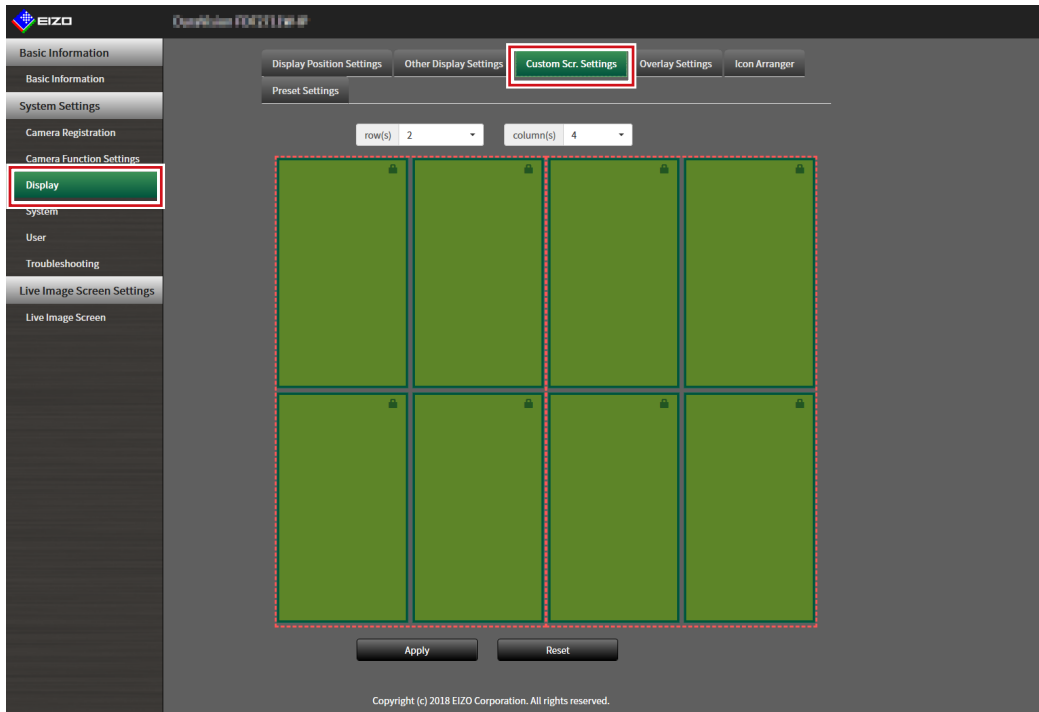 EIZO
Basic Information
Basic Information
System Settings
Camera Registration
Camera Function Settings
Display
System
User
Troubleshooting
Live Image Screen Settings
Live Image Screen
Display Position Settings Other Display Settings Custom Scr. Settings Overlay Settings Icon Arranger
Preset Settings
row(s) 2 column(s) 4
Apply Reset
Copyright (c) 2018 EIZO Corporation. All rights reserved.